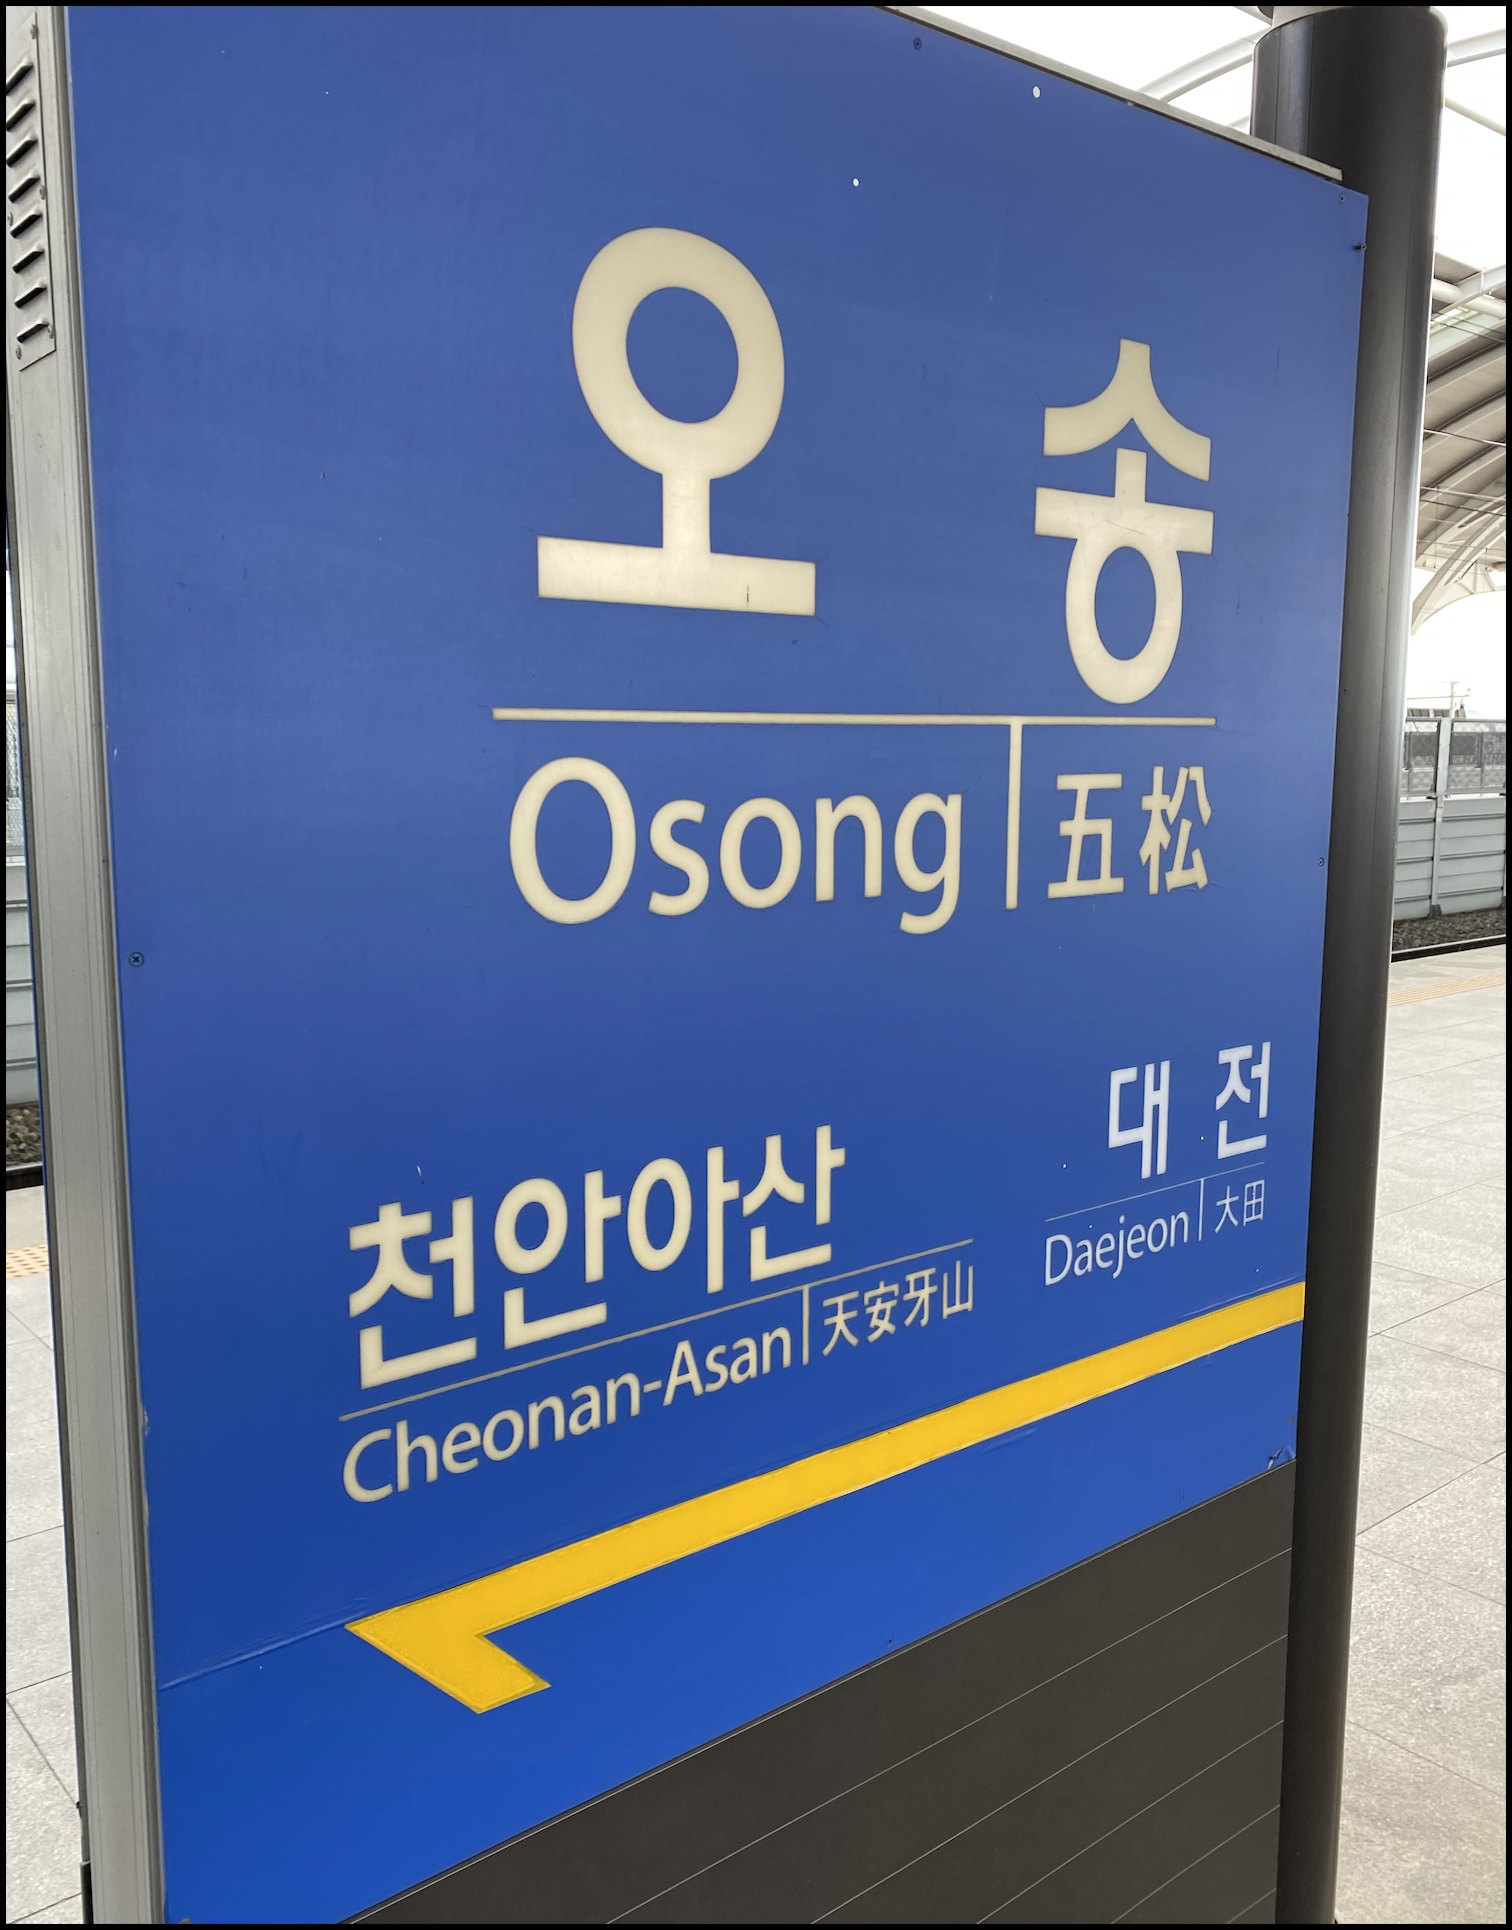 오 송
Osong 五松
천안아산
Cheonan-Asan 天安牙山
대 전
Daejeon 大田